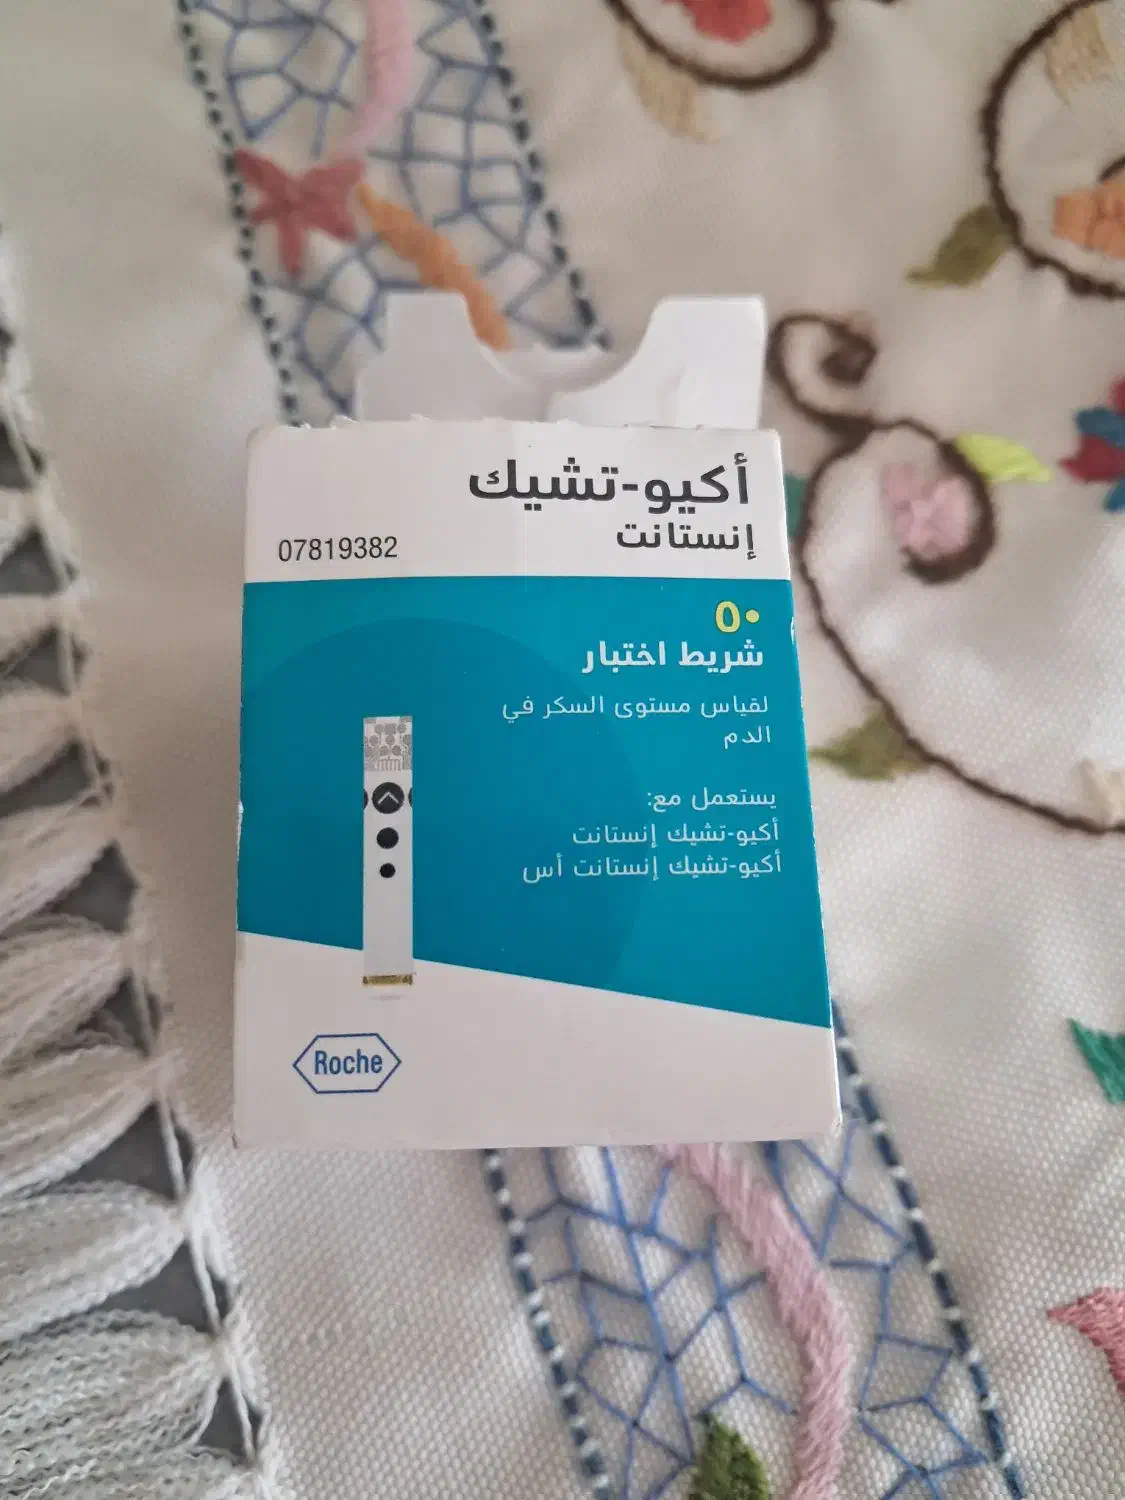 أكيو-تشيك
إنستانت
07819382
٥٠
شريط اختبار
لقياس مستوى السكر في
الدم
يستعمل مع:
أكيو-تشيك إنستانت
أكيو-تشيك إنستانت أس
Roche